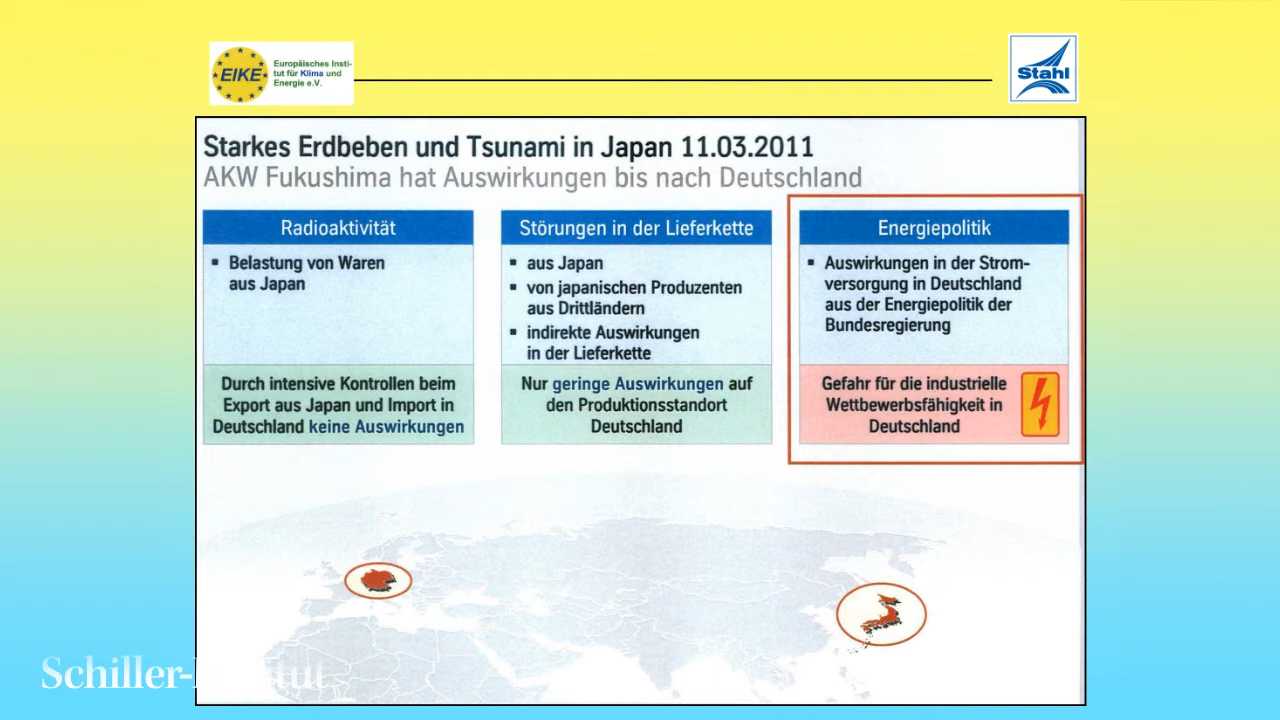 EIKE
Europäisches Insti-
tut für Klima und
Energie e.V.
Stahl
Starkes Erdbeben und Tsunami in Japan 11.03.2011
AKW Fukushima hat Auswirkungen bis nach Deutschland
Radioaktivität
▪ Belastung von Waren
aus Japan
Durch intensive Kontrollen beim
Export aus Japan und Import in
Deutschland keine Auswirkungen
Störungen in der Lieferkette
▪ aus Japan
▪ von japanischen Produzenten
aus Drittländern
▪ indirekte Auswirkungen
in der Lieferkette
Nur geringe Auswirkungen auf
den Produktionsstandort
Deutschland
Energiepolitik
▪ Auswirkungen in der Strom-
versorgung in Deutschland
aus der Energiepolitik der
Bundesregierung
Gefahr für die industrielle
Wettbewerbsfähigkeit in
Deutschland
Schiller-Institut